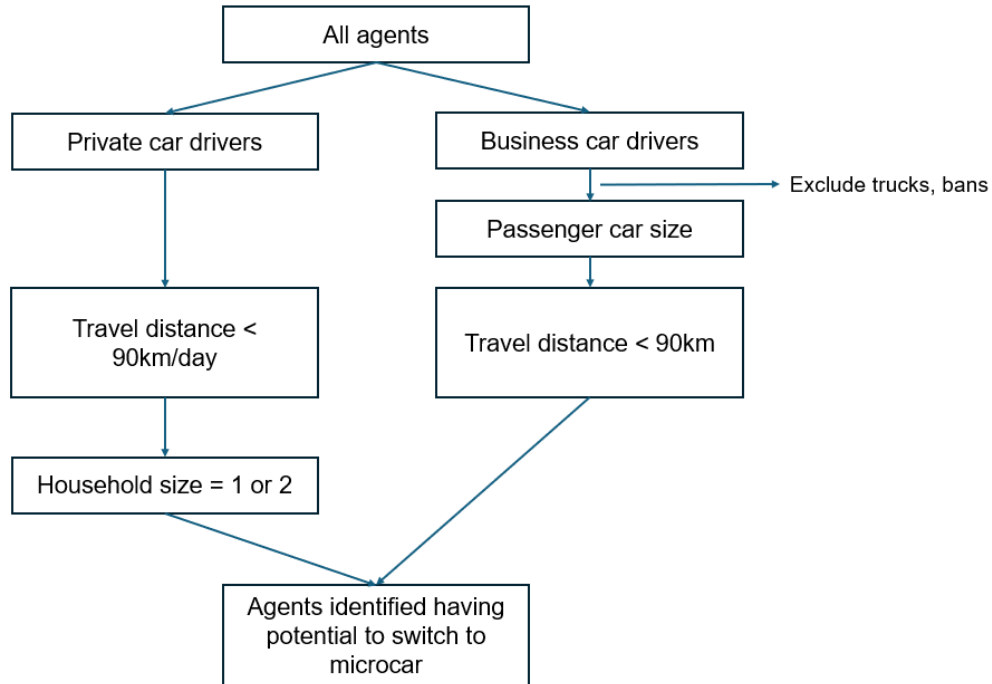 All agents
Private car drivers
Business car drivers
Exclude trucks, bans
Passenger car size
Travel distance <
90km/day
Travel distance < 90km
Household size = 1 or 2
Agents identified having
potential to switch to
microcar